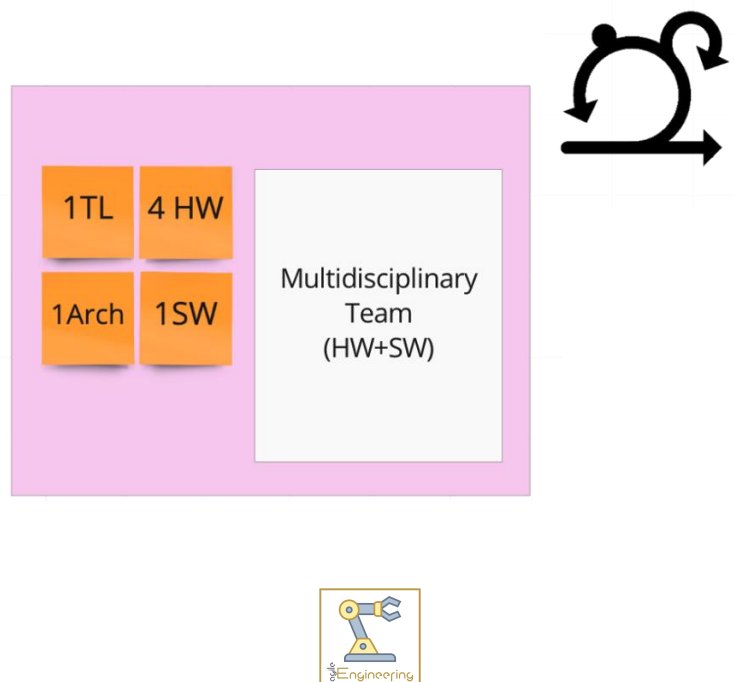 1TL
4 HW
1Arch
1SW
Multidisciplinary
Team
(HW+SW)
agile
Engineering